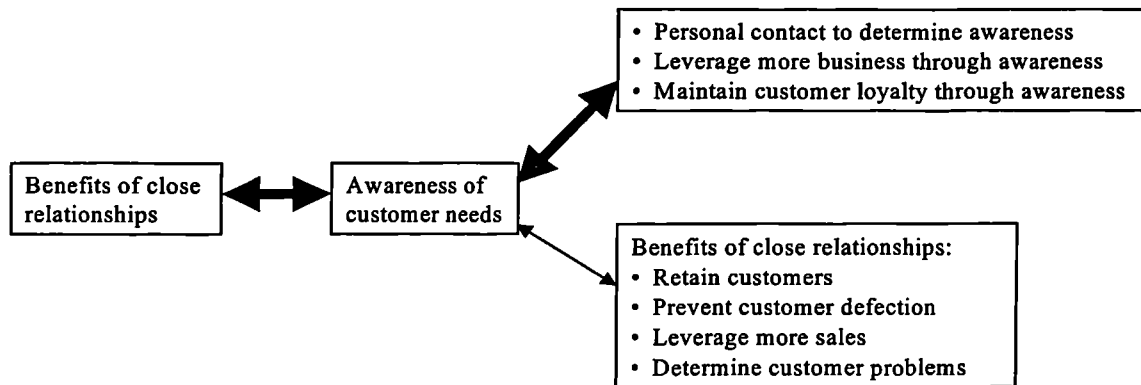 • Personal contact to determine awareness
• Leverage more business through awareness
• Maintain customer loyalty through awareness
Benefits of close
relationships
Awareness of
customer needs
Benefits of close relationships:
• Retain customers
• Prevent customer defection
• Leverage more sales
• Determine customer problems